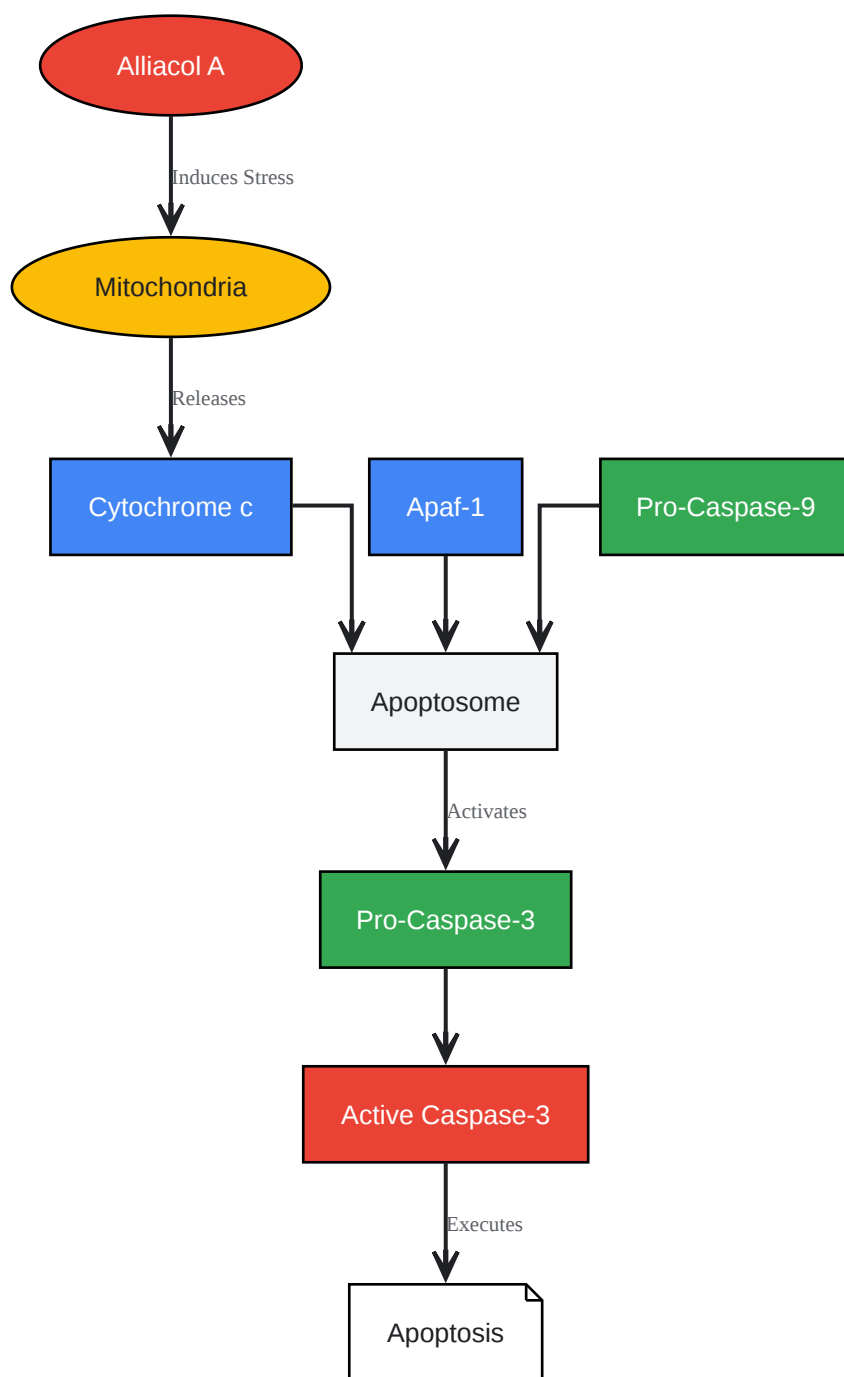 Alliacol A
Induces Stress
Mitochondria
Releases
Cytochrome c
Apaf-1
Pro-Caspase-9
Apoptosome
Activates
Pro-Caspase-3
Active Caspase-3
Executes
Apoptosis